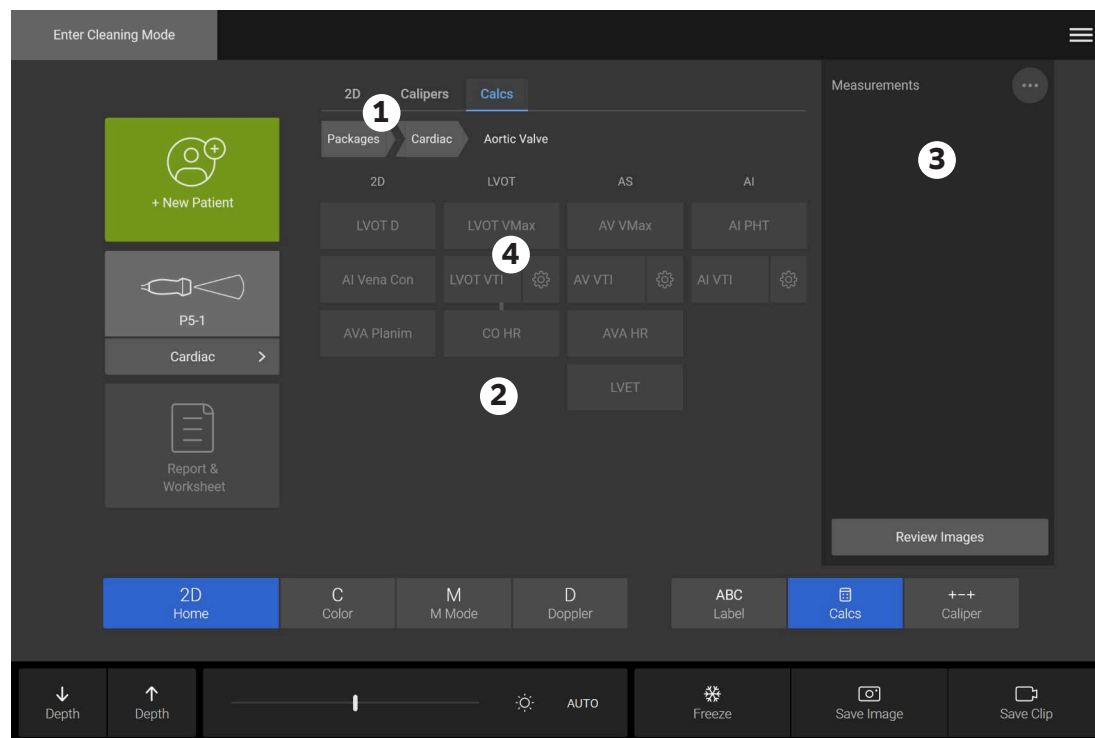 Enter Cleaning Mode
2D Calipers Calcs
Measurements
1
Packages Cardiac Aortic Valve
3
+ New Patient
2D LVOT AS AI
LVOT D LVOT VMax AV VMax AI PHT
4
AI Vena Con LVOT VTI AV VTI AI VTI
P5-1
AVA Planim CO HR AVA HR
Cardiac
2
LVET
Report &
Worksheet
Review Images
2D C M D ABC +-+
Home Color M Mode Doppler Label Calcs Caliper
AUTO
Depth Depth Freeze Save Image Save Clip